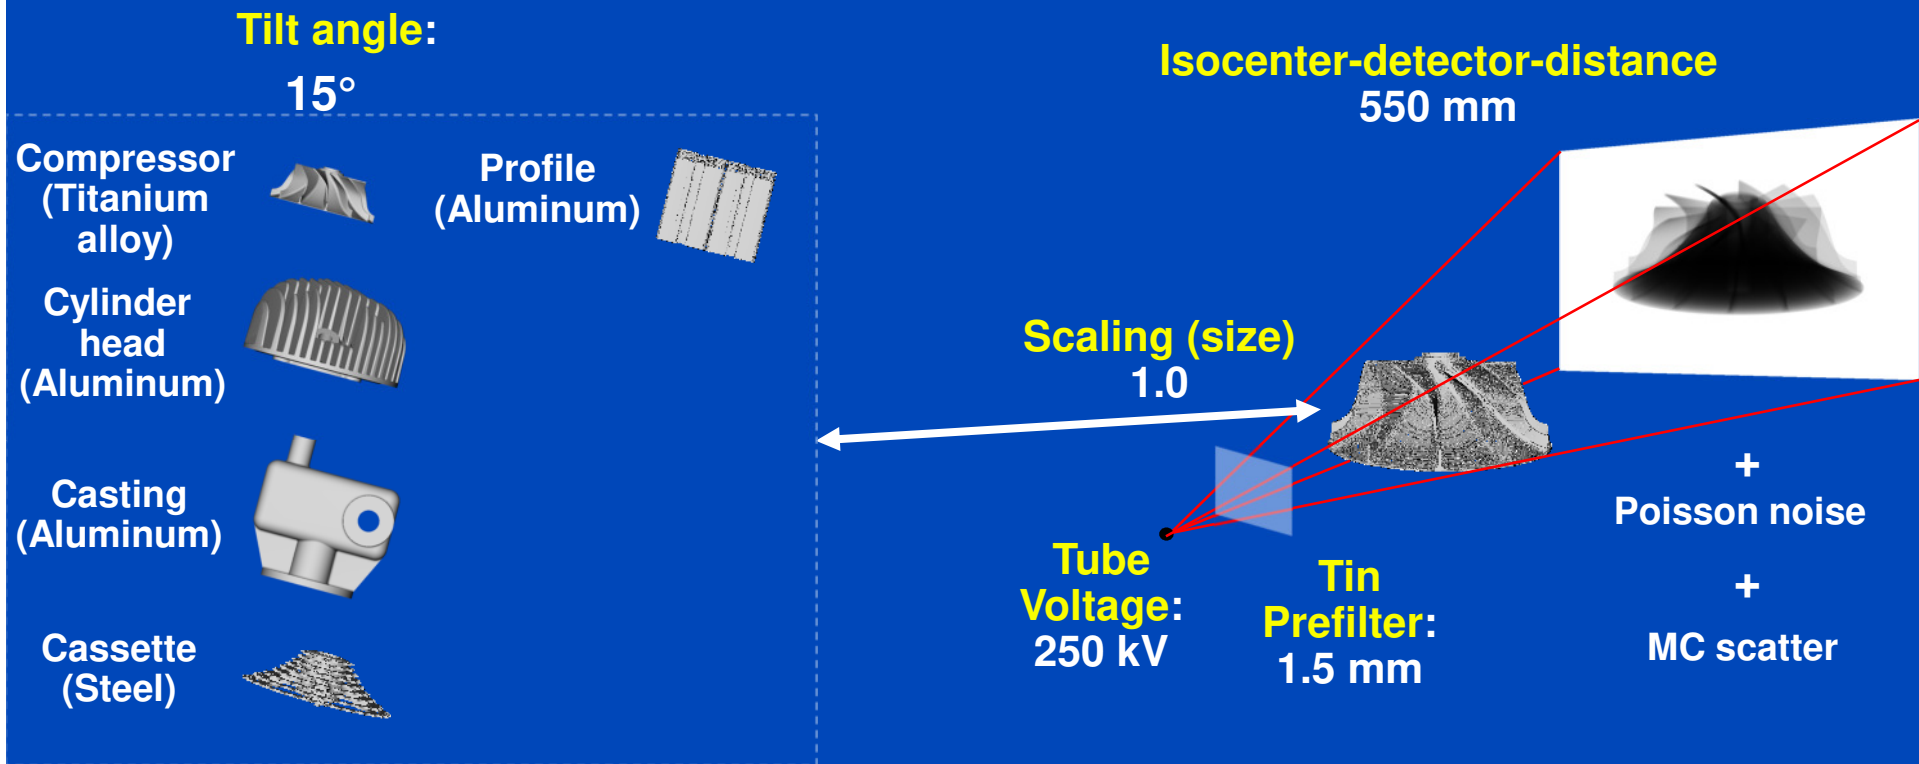 Tilt angle:
15°
Compressor
(Titanium
alloy)
Profile
(Aluminum)
Cylinder
head
(Aluminum)
Casting
(Aluminum)
Cassette
(Steel)
Isocenter-detector-distance
550 mm
Scaling (size)
1.0
Tube
Voltage:
250 kV
Tin
Prefilter:
1.5 mm
+
Poisson noise
+
MC scatter